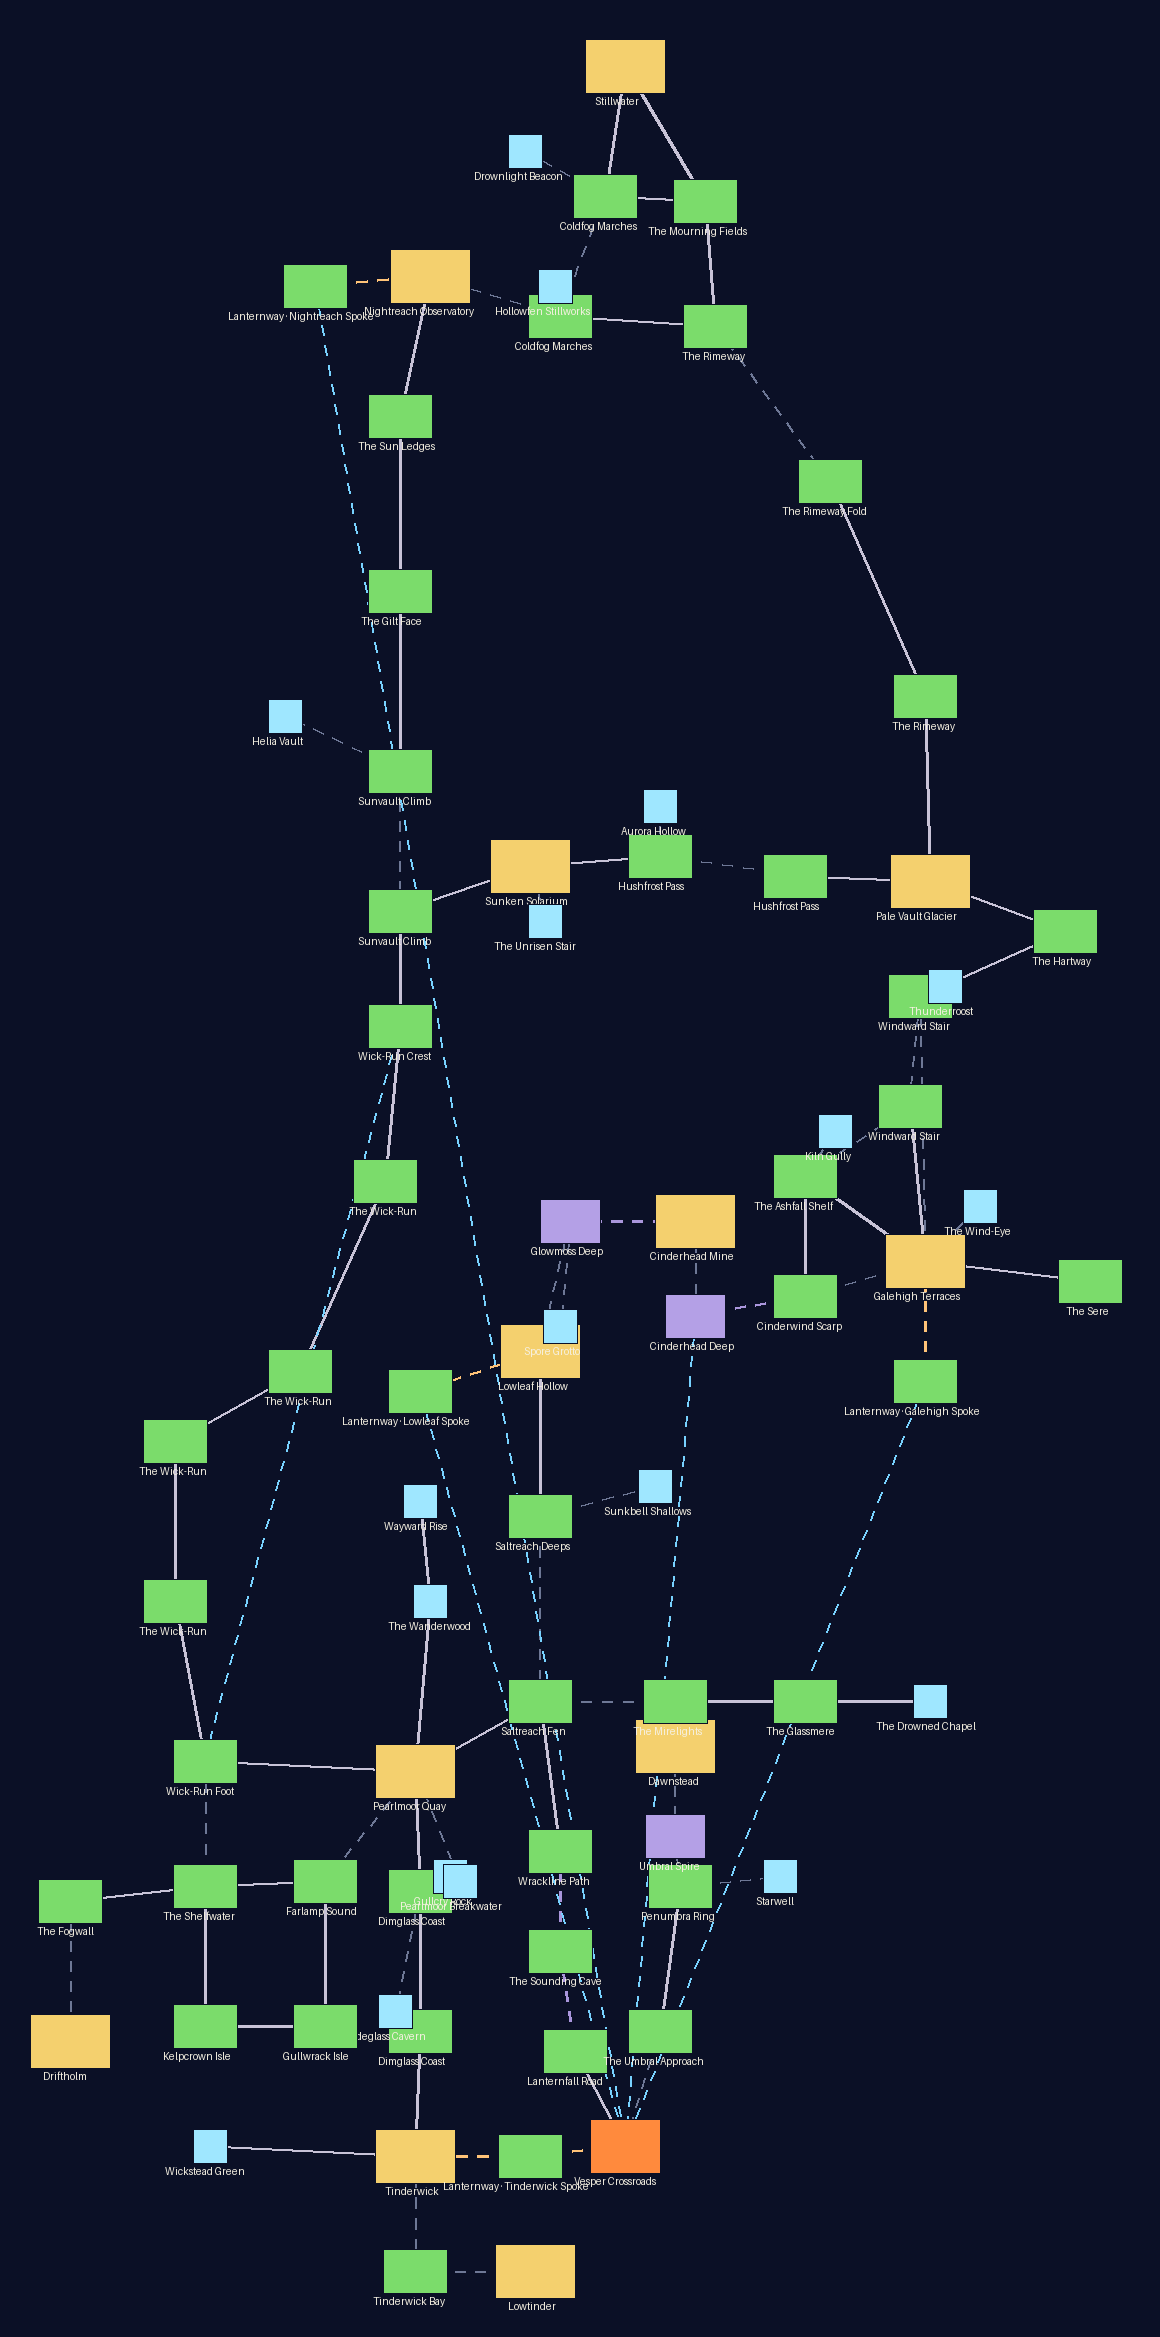 Stillwater
Drownlight Beacon
Coldfog Marches
The Mourning Fields
Lanternway·Nightreach Spoke
Nightreach Observatory
Hollowfen Stillworks
Coldfog Marches
The Rimeway
The Sun Ledges
The Rimeway Fold
The Gilt Face
The Rimeway
Helia Vault
Sunvault Climb
Aurora Hollow
Hushfrost Pass
Sunken Solarium
Hushfrost Pass
Pale Vault Glacier
Sunvault Climb
The Unrisen Stair
The Hartway
Thunderroost
Windward Stair
Wick-Run Crest
Windward Stair
Kiln Gully
The Wick-Run
The Ashfall Shelf
The Wind-Eye
Glowmoss Deep
Cinderhead Mine
Galehigh Terraces
The Sere
Cinderwind Scarp
Cinderhead Deep
Spore Grotto
Lowleaf Hollow
The Wick-Run
Lanternway·Lowleaf Spoke
Lanternway·Galehigh Spoke
The Wick-Run
Sunkbell Shallows
Wayward Rise
Saltreach Deeps
The Wanderwood
The Wick-Run
The Drowned Chapel
Saltreach Fen
The Mirelights
The Glassmere
Dawnstead
Wick-Run Foot
Pearlmoor Quay
Umbral Spire
Wrackline Path
Gullcry Rock
Starwell
Pearlmoor Breakwater
Farlamp Sound
The Shellwater
Penumbra Ring
Dimglass Coast
The Fogwall
The Sounding Cave
deglass Cavern
Kelpcrown Isle
Gullwrack Isle
Dimglass Coast
The Umbral Approach
Driftholm
Lanternfall Road
Wickstead Green
Vesper Crossroads
Lanternway·Tinderwick Spoke
Tinderwick
Tinderwick Bay
Lowtinder